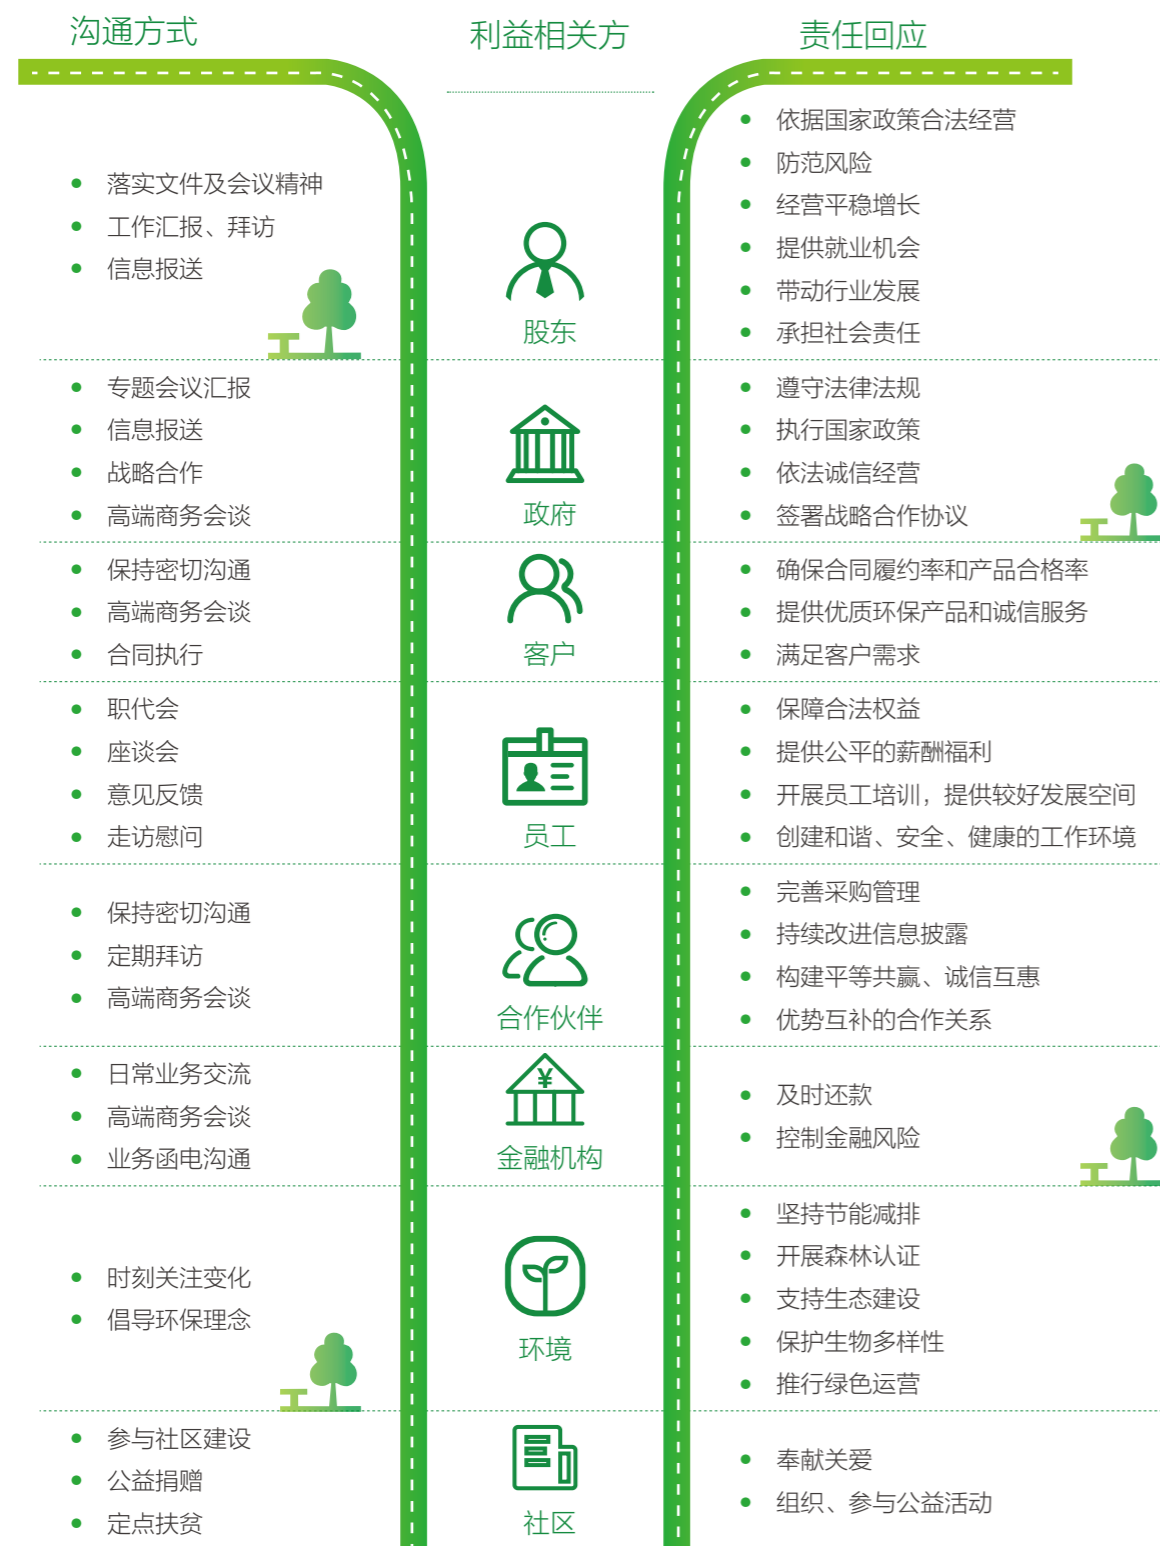 沟通方式
利益相关方
责任回应
落实文件及会议精神
工作汇报、拜访
信息报送
股东
依据国家政策合法经营
防范风险
经营平稳增长
提供就业机会
带动行业发展
承担社会责任
专题会议汇报
信息报送
战略合作
高端商务会谈
政府
遵守法律法规
执行国家政策
依法诚信经营
签署战略合作协议
保持密切沟通
高端商务会谈
合同执行
客户
确保合同履约率和产品合格率
提供优质环保产品和诚信服务
满足客户需求
职代会
座谈会
意见反馈
走访慰问
员工
保障合法权益
提供公平的薪酬福利
开展员工培训，提供较好发展空间
创建和谐、安全、健康的工作环境
保持密切沟通
定期拜访
高端商务会谈
合作伙伴
完善采购管理
持续改进信息披露
构建平等共赢、诚信互惠
优势互补的合作关系
日常业务交流
高端商务会谈
业务函电沟通
¥
金融机构
及时还款
控制金融风险
时刻关注变化
倡导环保理念
环境
坚持节能减排
开展森林认证
支持生态建设
保护生物多样性
推行绿色运营
参与社区建设
公益捐赠
定点扶贫
社区
奉献关爱
组织、参与公益活动